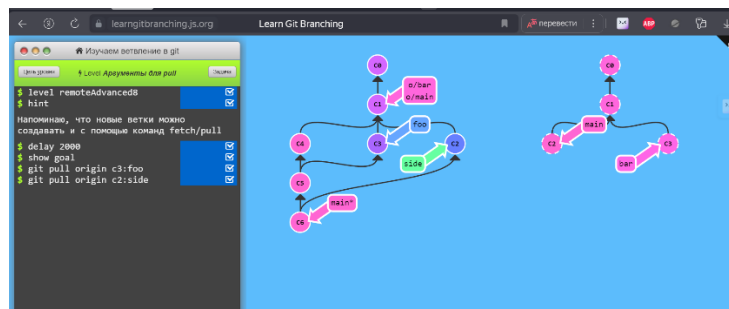 learngitbranching.js.org
Learn Git Branching
перевести
ABP
Изучаем ветвление в git
Цель уровня
Level Аргументы для pull
Задачи
$ level remoteAdvanced8
$ hint
Напоминаю, что новые ветки можно
создавать и с помощью команд fetch/pull
$ delay 2000
$ show goal
$ git pull origin c3:foo
$ git pull origin c2:side
c0
o/bar
o/main
c1
foo
c4
c3
c2
side
c5
main*
c6
c0
c1
main
c2
bar
c3